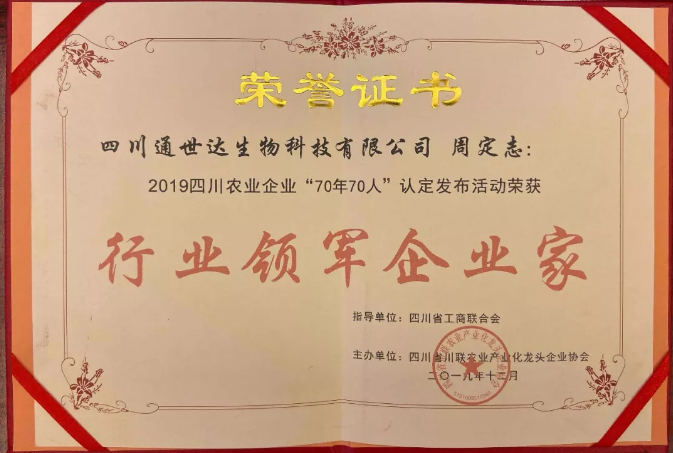 荣誉证书
四川通世达生物科技有限公司 周定志：
2019四川农业企业“70年70人”认定发布活动荣获
行业领军企业家
指导单位：四川省工商联合会
主办单位：四川省川联农业产业化龙头企业协会
二〇一九年十二月